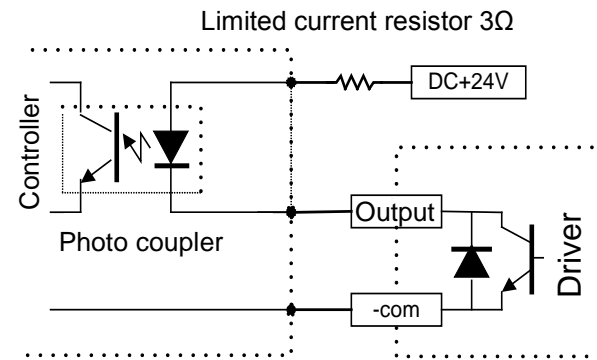 Limited current resistor 3Ω
DC+24V
Controller
Photo coupler
Output
-com
Driver